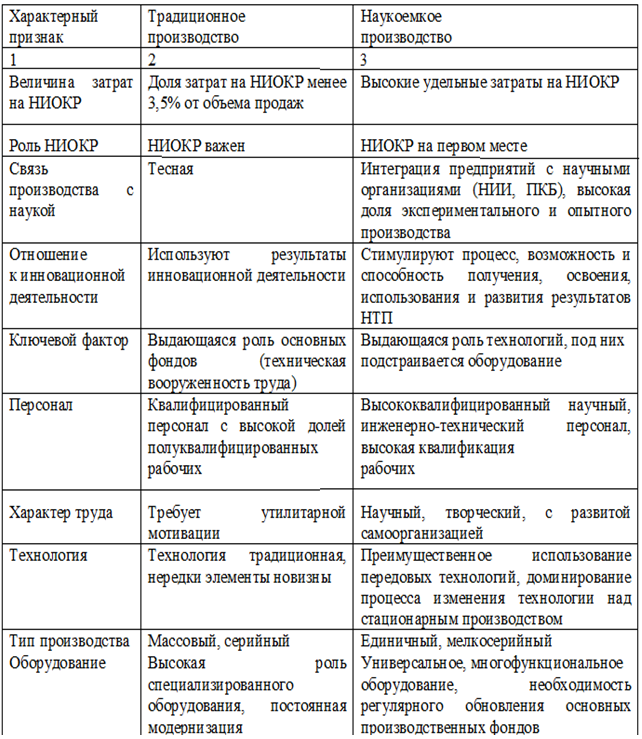 Характерный признак
Традиционное производство
Наукоемкое производство
1
2
3
Величина затрат
на НИОКР
Доля затрат на НИОКР менее
3,5% от объема продаж
Высокие удельные затраты на НИОКР
Роль НИОКР
НИОКР важен
НИОКР на первом месте
Связь
производства с
наукой
Тесная
Интеграция предприятий с научными
организациями (НИИ, ПКБ), высокая
доля экспериментального и опытного
производства
Отношение
к инновационной
деятельности
Используют результаты
инновационной деятельности
Стимулируют процесс, возможность и
способность получения, освоения,
использования и развития результатов
НТП
Ключевой фактор
Выдающаяся роль основных
фондов (техническая
вооруженность труда)
Выдающаяся роль технологий, под них
подстраивается оборудование
Персонал
Квалифицированный
персонал с высокой долей
полуквалифицированных
рабочих
Высококвалифицированный научный,
инженерно-технический персонал,
высокая квалификация
рабочих
Характер труда
Требует утилитарной
мотивации
Научный, творческий, с развитой
самоорганизацией
Технология
Технология традиционная,
нередки элементы новизны
Преимущественное использование
передовых технологий, доминирование
процесса изменения технологии над
стационарным производством
Тип производства
Оборудование
Массовый, серийный
Высокая роль
специализированного
оборудования, постоянная
модернизация
Единичный, мелкосерийный
Универсальное, многофункциональное
оборудование, необходимость
регулярного обновления основных
производственных фондов